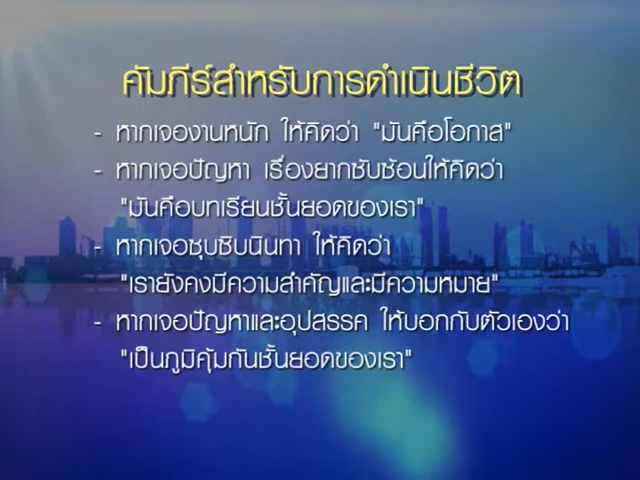 คัมภีร์สำหรับการดำเนินชีวิต
- หากเจองานหนัก ให้คิดว่า "มันคือโอกาส"
- หากเจอปัญหา เรื่องยากซับซ้อนให้คิดว่า
"มันคือบทเรียนชั้นยอดของเรา"
- หากเจอซุบซิบนินทา ให้คิดว่า
"เรายังคงมีความสำคัญและมีความหมาย"
- หากเจอปัญหาและอุปสรรค ให้บอกกับตัวเองว่า
"เป็นภูมิคุ้มกันชั้นยอดของเรา"